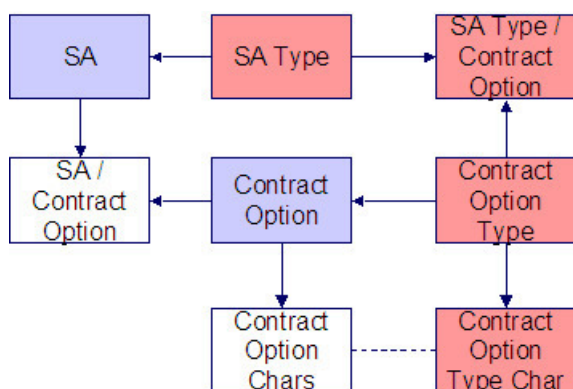 SA
SA Type
SA Type /
Contract
Option
SA /
Contract
Option
Contract
Option
Contract
Option
Type
Contract
Option
Chars
Contract
Option
Type Char